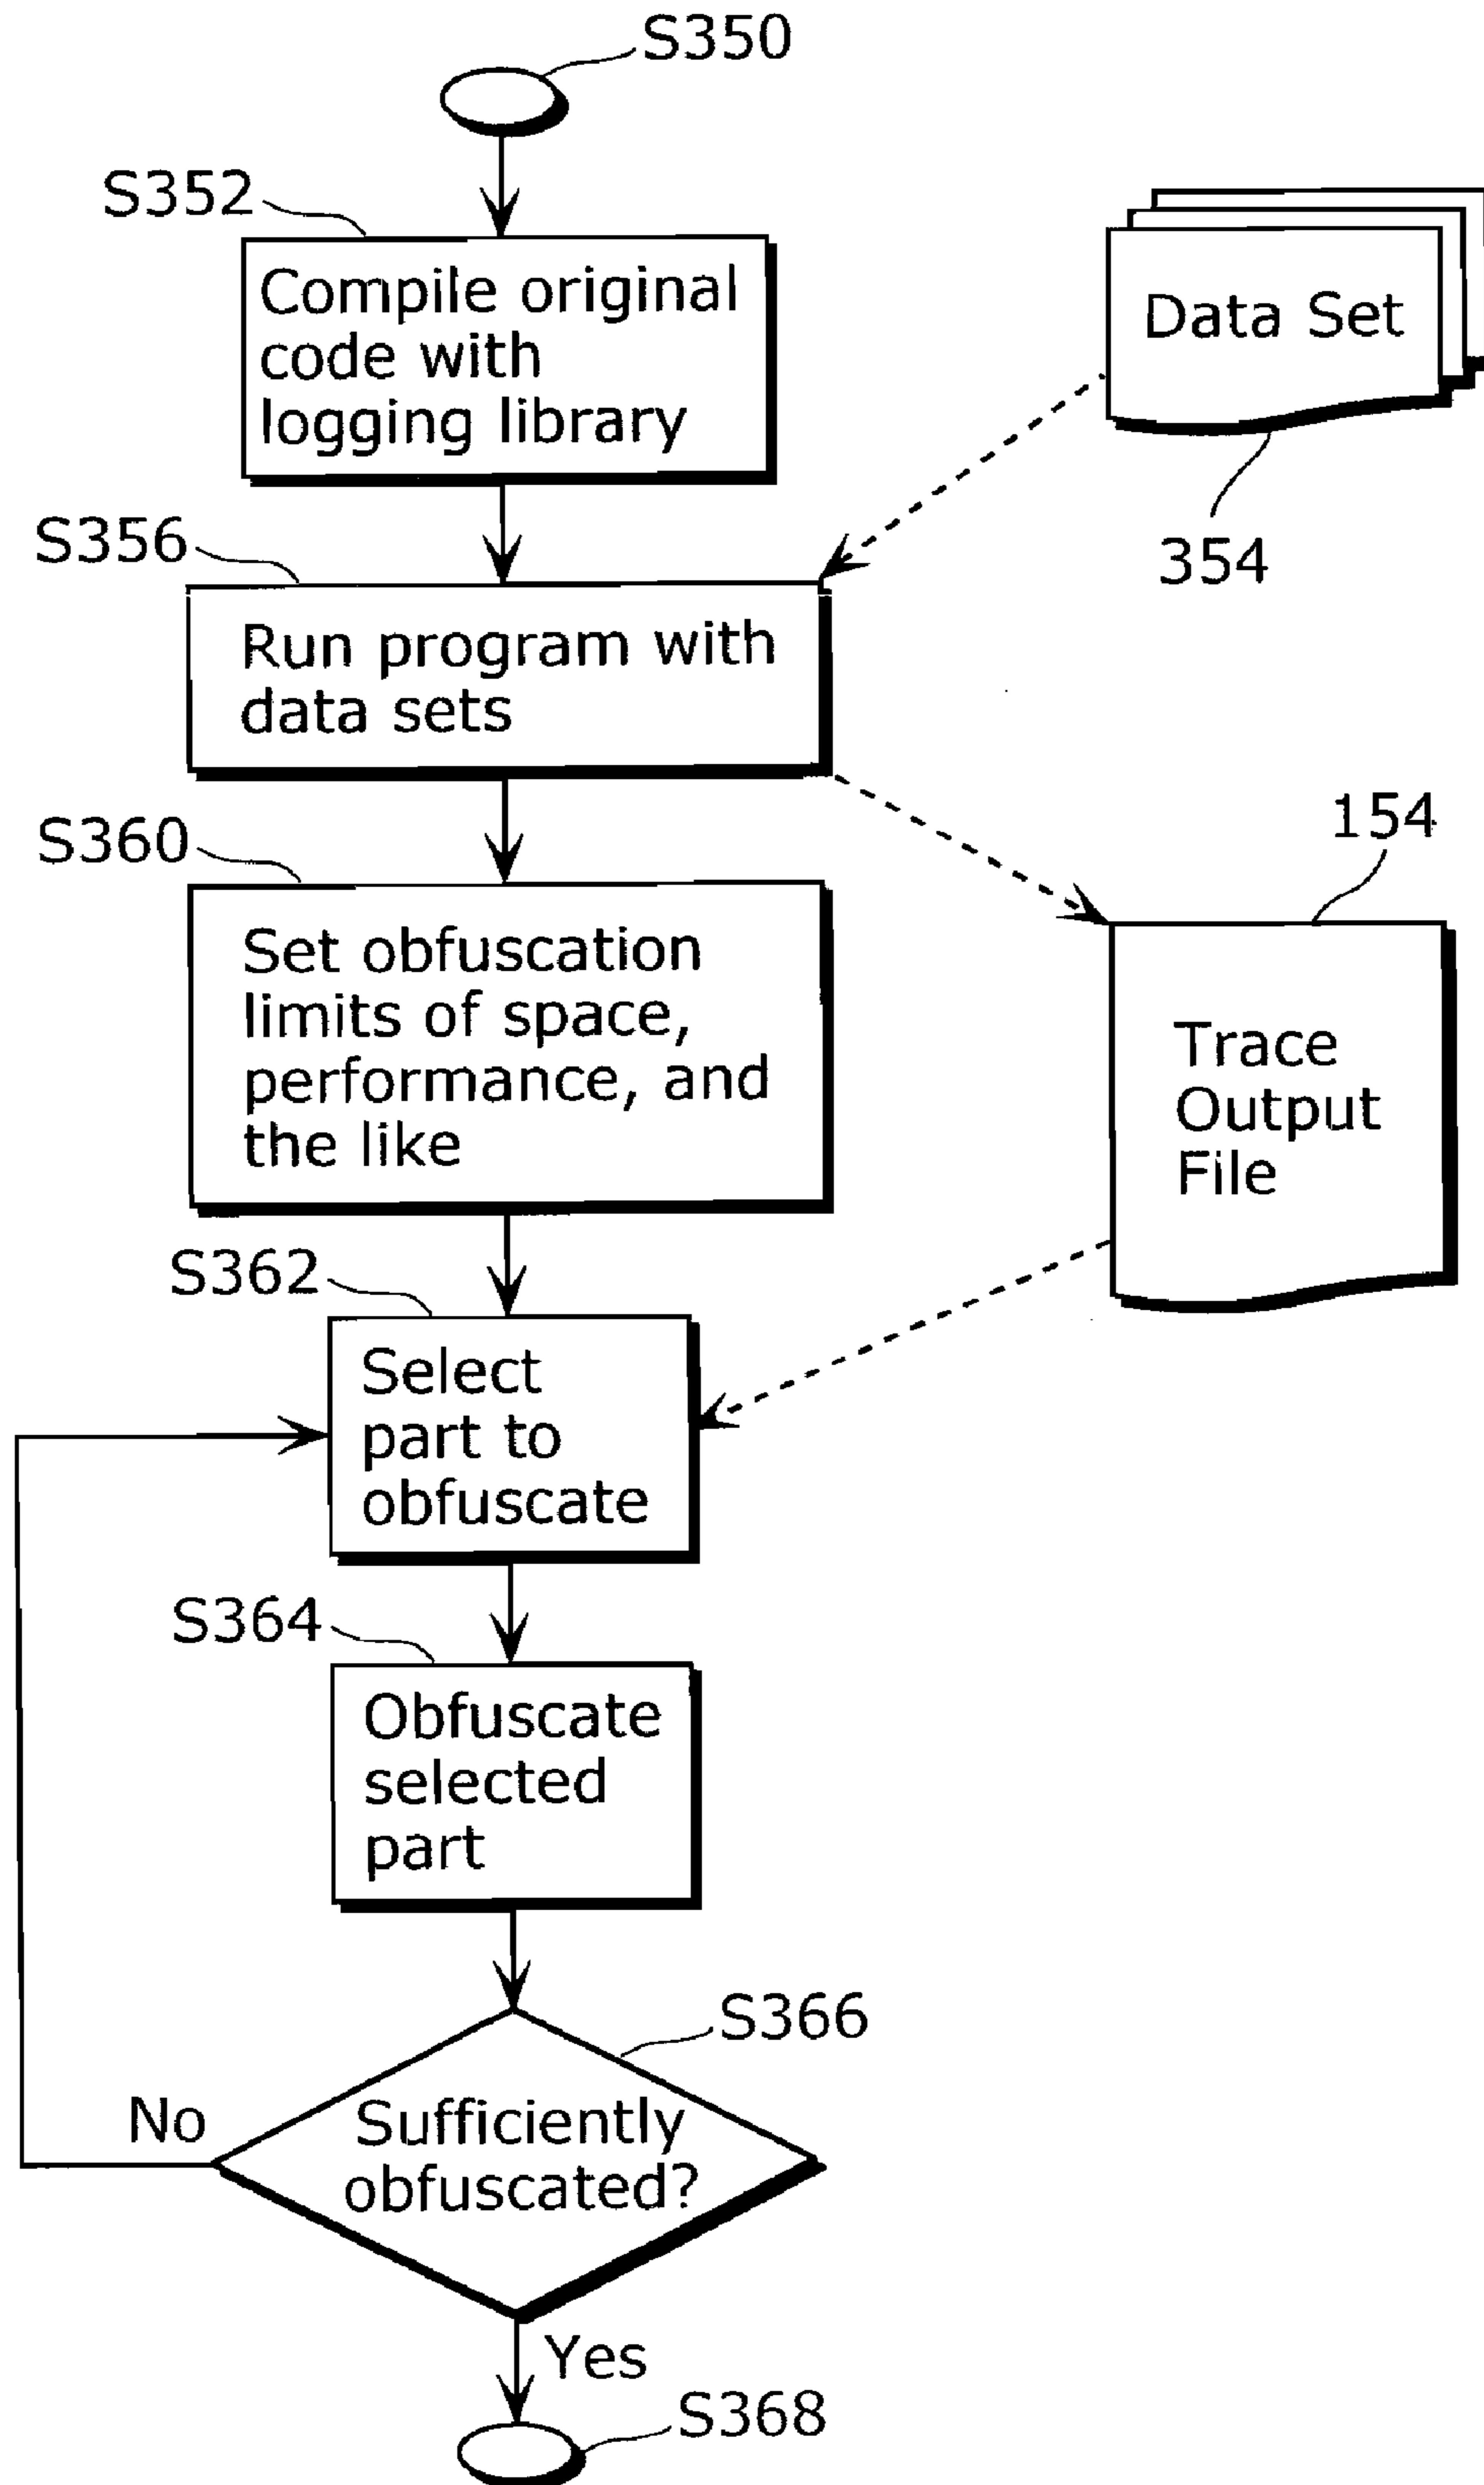 S350
S352
Compile original
code with
logging library
Data Set
354
S356
Run program with
data sets
S360
Set obfuscation
limits of space,
performance, and
the like
154
Trace
Output
File
S362
Select
part to
obfuscate
S364
Obfuscate
selected
part
S366
Sufficiently
obfuscated?
No
Yes
S368